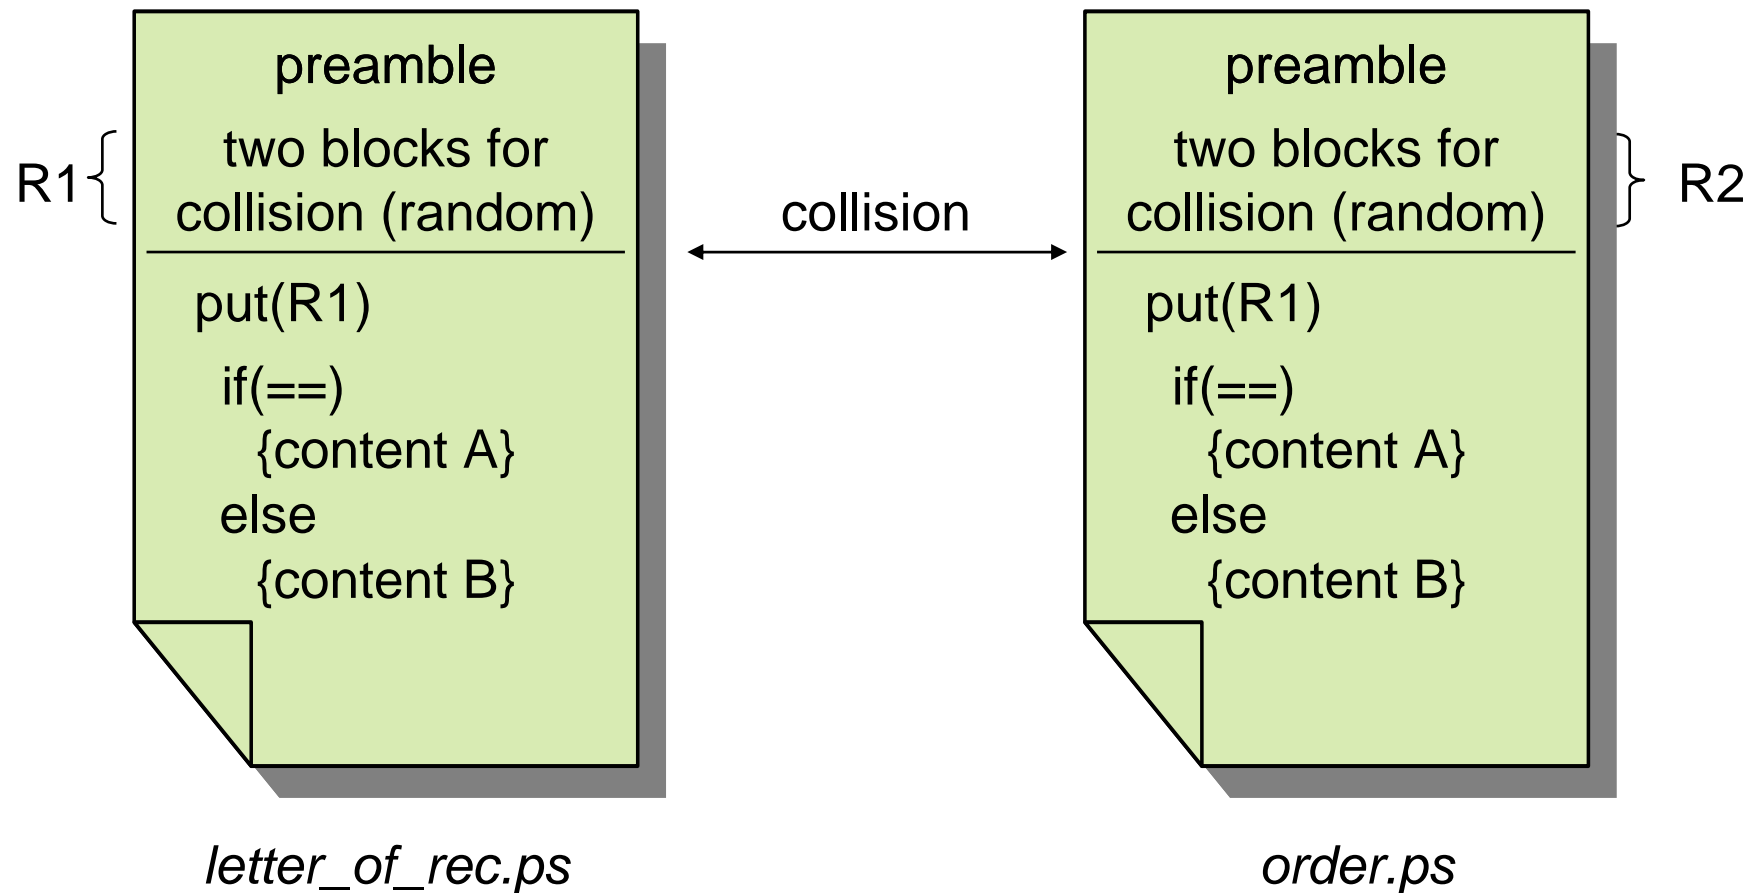 preamble
two blocks for
R1
collision (random)
put(R1)
if(==)
{content A}
else
{content B}
letter_of_rec.ps
collision
preamble
two blocks for
R2
collision (random)
put(R1)
if(==)
{content A}
else
{content B}
order.ps